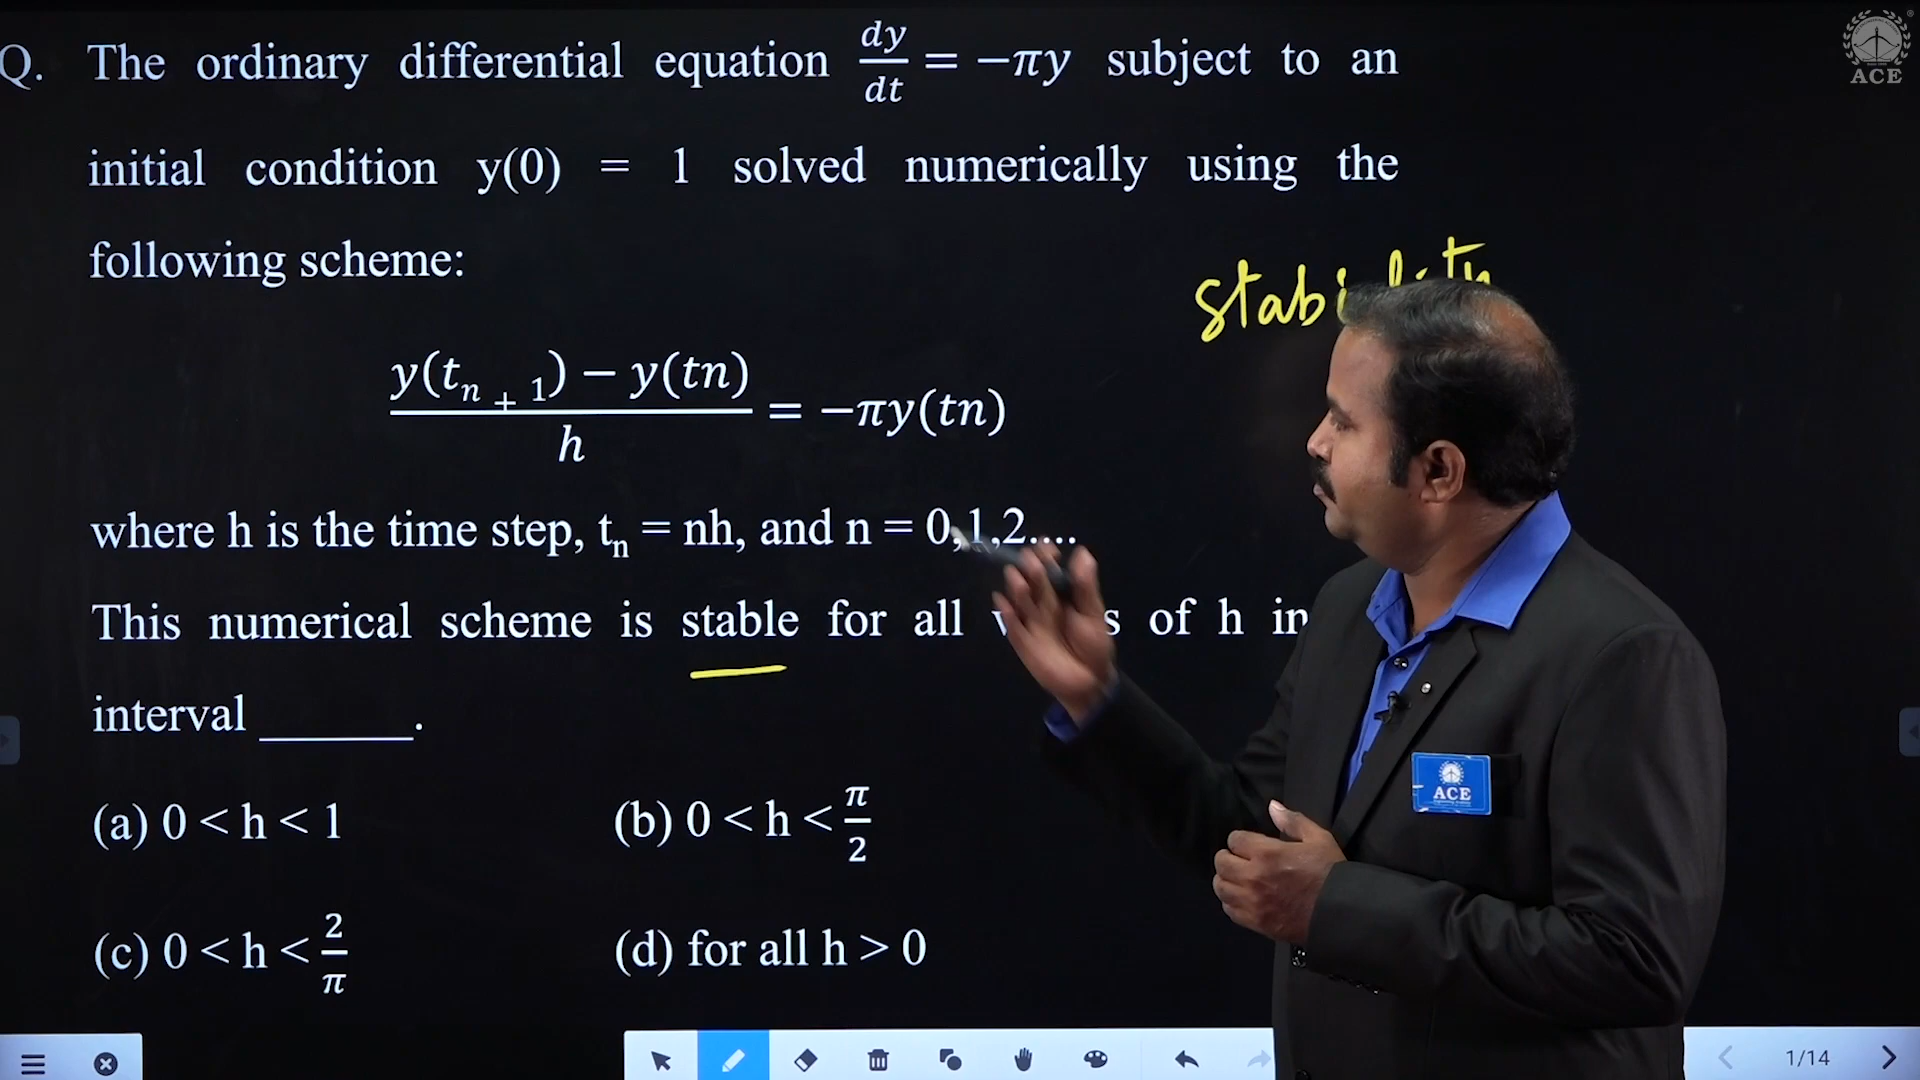 Q. The ordinary differential equation dy/dt = −πy subject to an
initial condition y(0) = 1 solved numerically using the
following scheme:
stability
(y(tₙ ₊ ₁) − y(tn))/h = −πy(tn)
where h is the time step, tₙ = nh, and n = 0,1,2....
This numerical scheme is stable for all of h in
interval ______.
(a) 0 < h < 1
(b) 0 < h < π/2
(c) 0 < h < 2/π
(d) for all h > 0
ACE
ACE
1/14